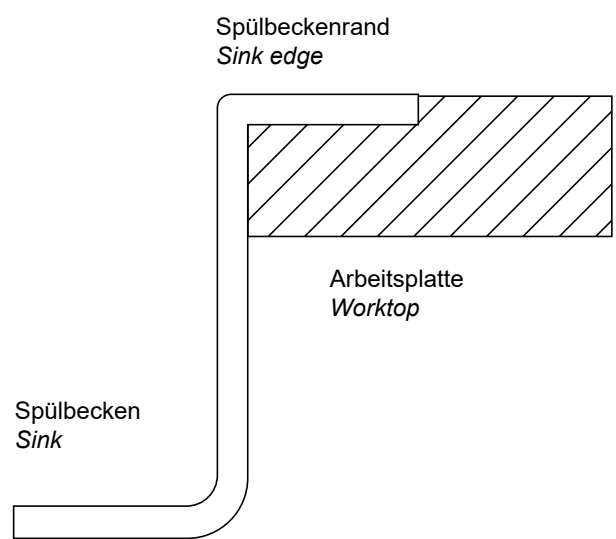 Spülbeckenrand
Sink edge
Arbeitsplatte
Worktop
Spülbecken
Sink